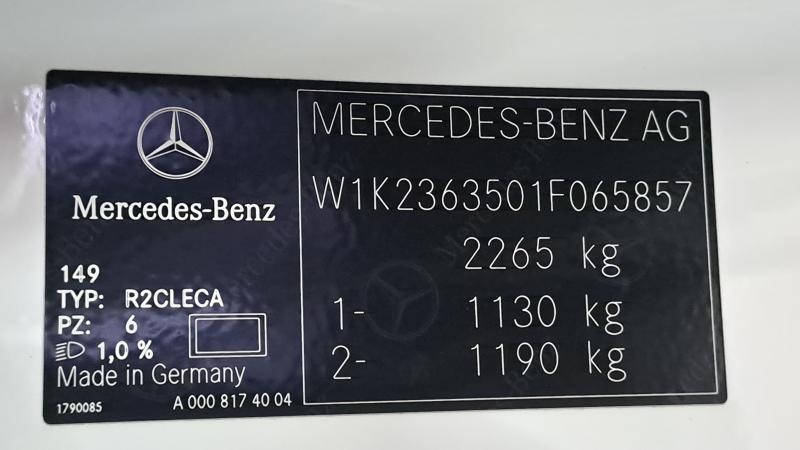 Mercedes-Benz
149
TYP: R2CLECA
PZ: 6
1,0 %
Made in Germany
1790085
A 000 817 40 04
MERCEDES-BENZ AG
W1K2363501F065857
2265 kg
1- 1130 kg
2- 1190 kg